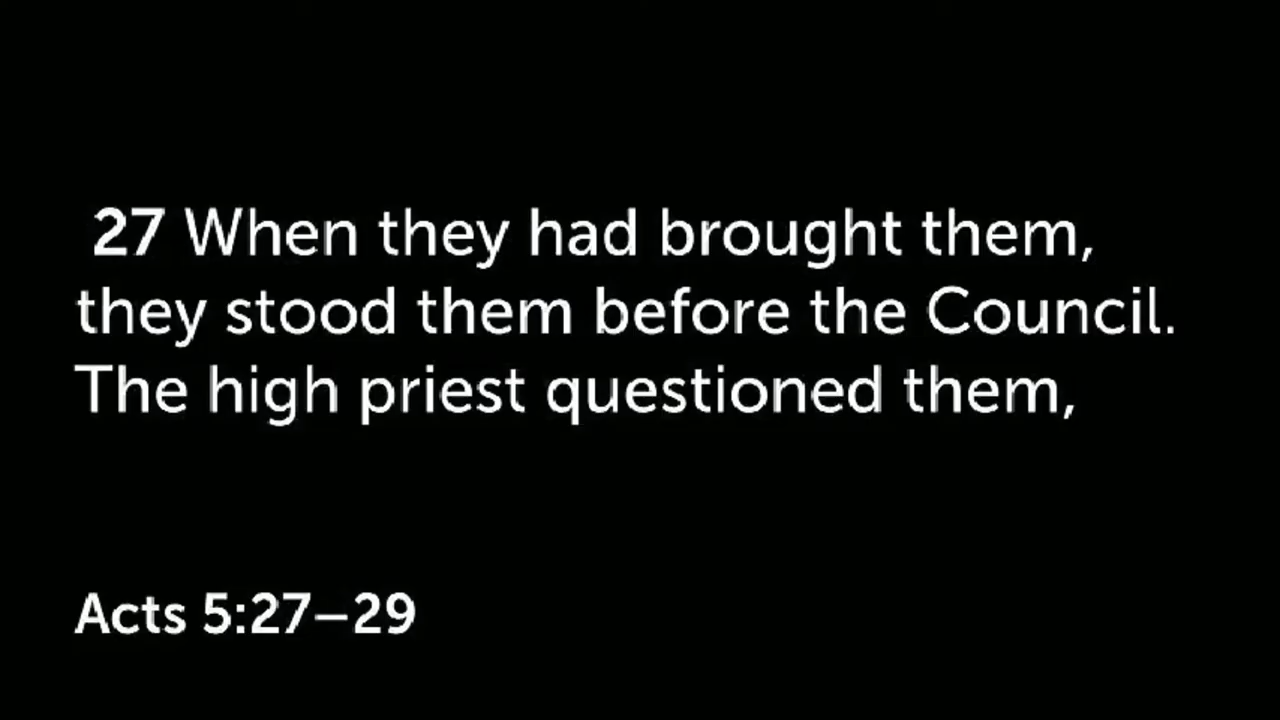 27 When they had brought them,
they stood them before the Council.
The high priest questioned them,
Acts 5:27–29